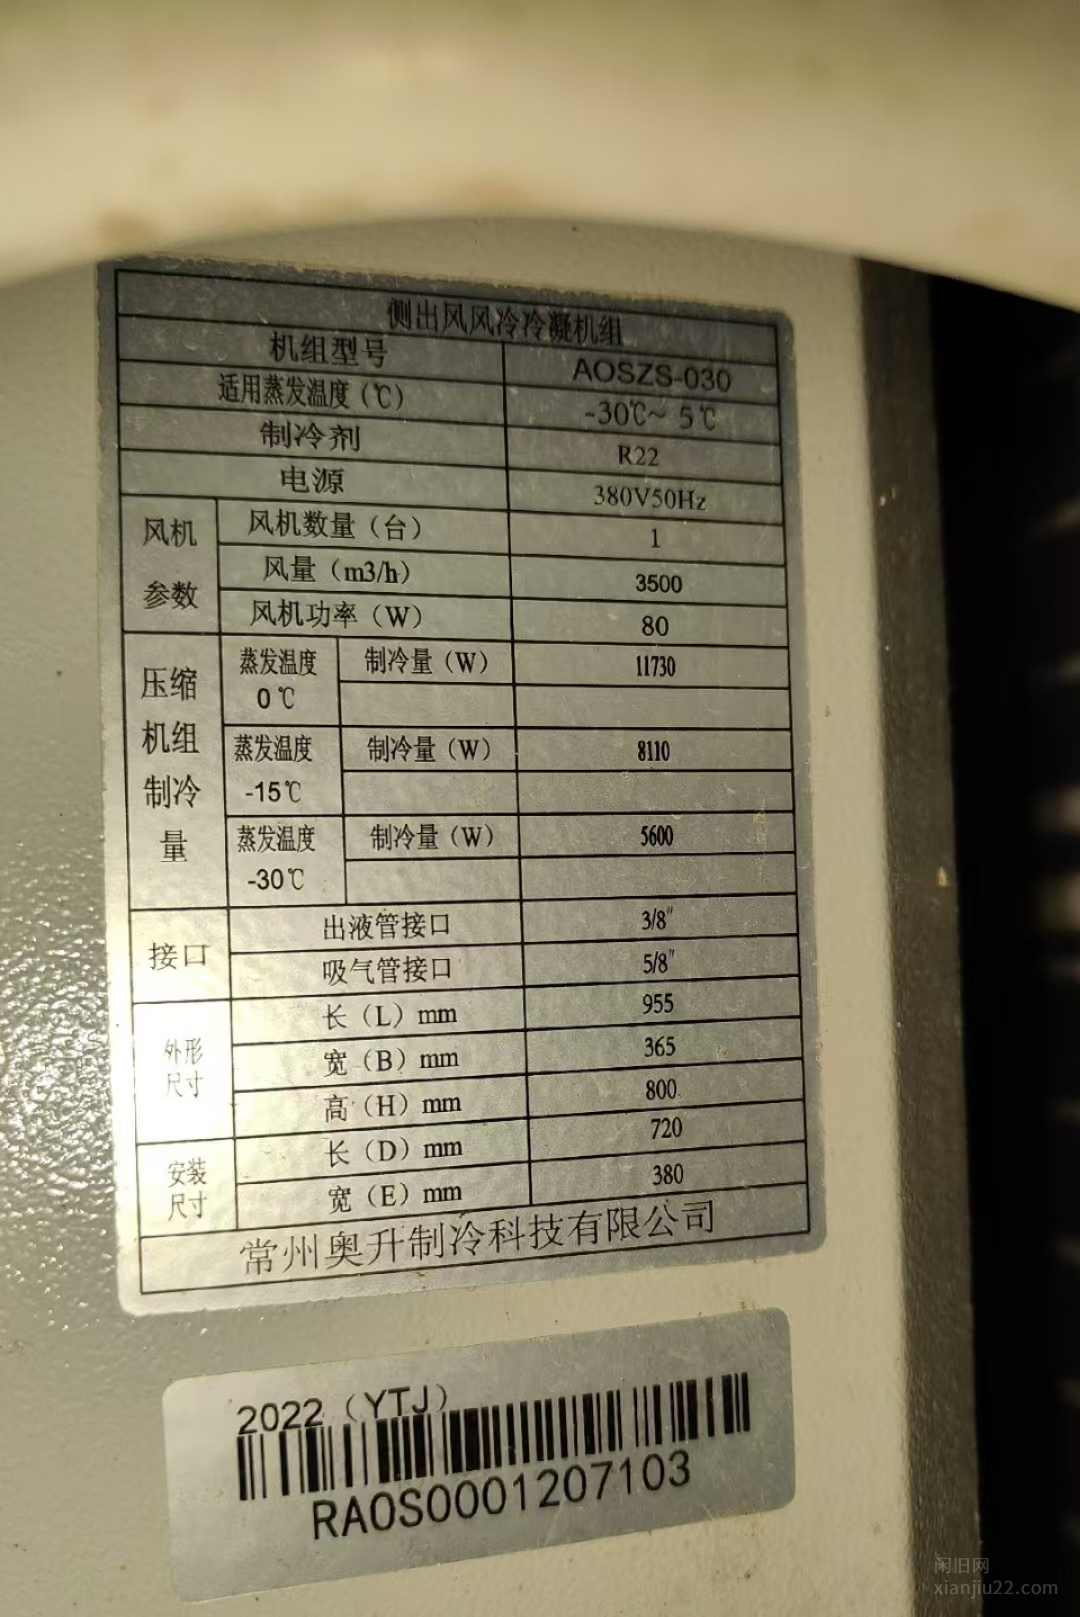 侧出风风冷冷凝机组
机组型号 AOSZS-030
适用蒸发温度（℃） -30℃~ 5℃
制冷剂 R22
电源 380V50Hz
风机参数 风机数量（台） 1
风量（m3/h） 3500
风机功率（W） 80
压缩机组制冷量 蒸发温度 0℃ 制冷量（W） 11730
蒸发温度 -15℃ 制冷量（W） 8110
蒸发温度 -30℃ 制冷量（W） 5600
接口 出液管接口 3/8"
吸气管接口 5/8"
外形尺寸 长（L）mm 955
宽（B）mm 365
高（H）mm 800
安装尺寸 长（D）mm 720
宽（E）mm 380
常州奥升制冷科技有限公司
2022（YTJ）
RAOS0001207103
闲旧网
xianjiu22.com